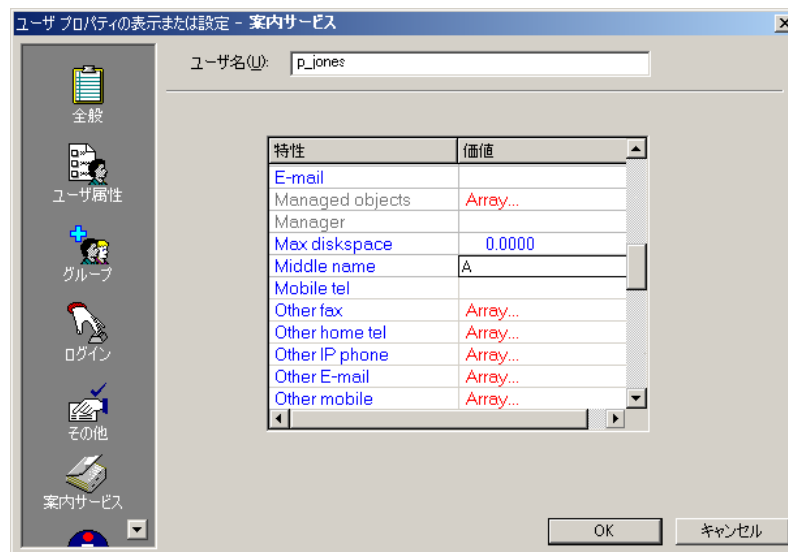 ユーザ プロパティの表示または設定 - 案内サービス
ユーザ名(U): p_jones
全般
ユーザ属性
グループ
ログイン
その他
案内サービス
特性 価値
E-mail
Managed objects Array...
Manager
Max diskspace 0.0000
Middle name A
Mobile tel
Other fax Array...
Other home tel Array...
Other IP phone Array...
Other E-mail Array...
Other mobile Array...
OK キャンセル